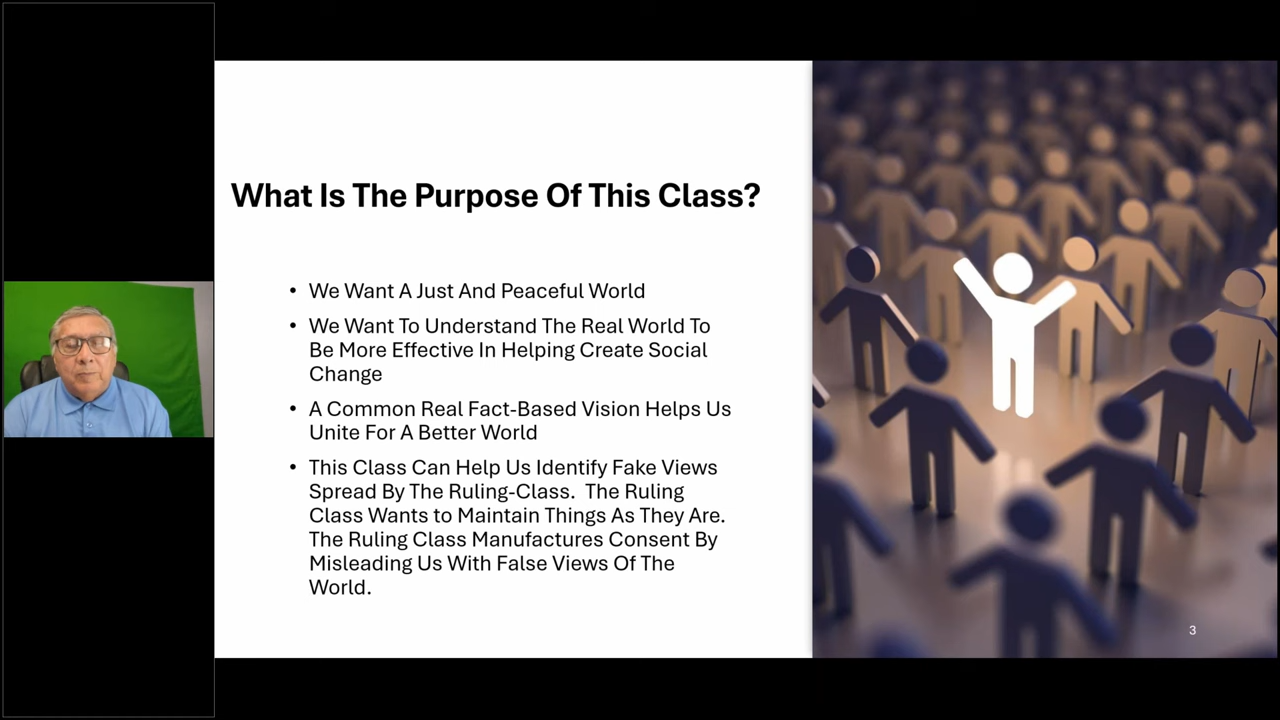 What Is The Purpose Of This Class?
• We Want A Just And Peaceful World
• We Want To Understand The Real World To
Be More Effective In Helping Create Social
Change
• A Common Real Fact-Based Vision Helps Us
Unite For A Better World
• This Class Can Help Us Identify Fake Views
Spread By The Ruling-Class.  The Ruling
Class Wants to Maintain Things As They Are.
The Ruling Class Manufactures Consent By
Misleading Us With False Views Of The
World.
3